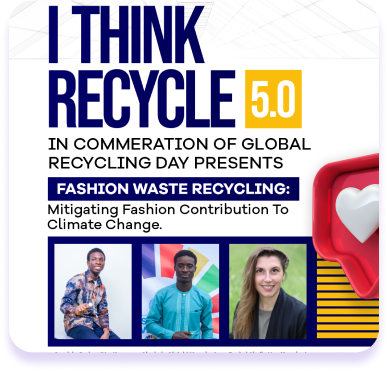 I THINK
RECYCLE 5.0
IN COMMERATION OF GLOBAL
RECYCLING DAY PRESENTS
FASHION WASTE RECYCLING:
Mitigating Fashion Contribution To
Climate Change.